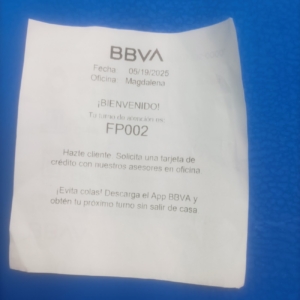 BBVA
Fecha: 05/19/2025
Oficina: Magdalena
¡BIENVENIDO!
Tu turno de atención es:
FP002
Hazte cliente. Solicita una tarjeta de
crédito con nuestros asesores en oficina
¡Evita colas! Descarga el App BBVA y
obtén tu próximo turno sin salir de casa